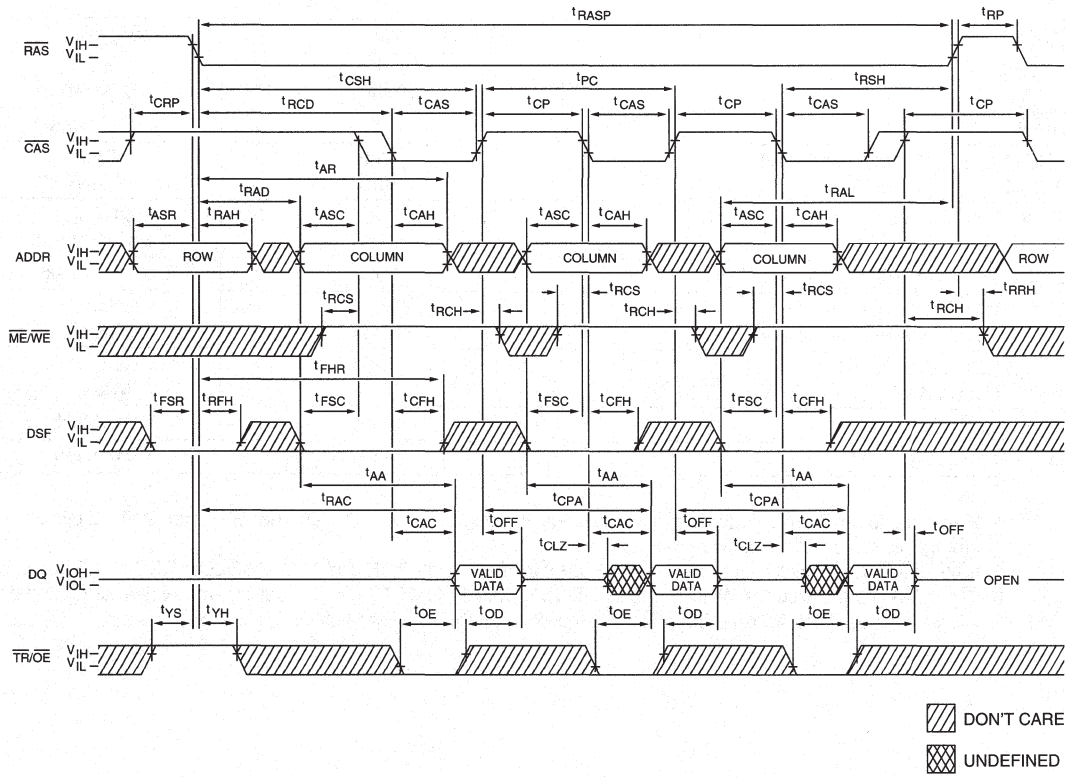 tRASP tRP
RAS VIH VIL
tCSH tPC tRSH
tCRP tRCD tCAS tCP tCAS tCP tCAS tCP
CAS VIH VIL
tAR
tRAD tRAL
tASR tRAH tASC tCAH tASC tCAH tASC tCAH
ADDR VIH VIL ROW COLUMN COLUMN COLUMN ROW
tRCS tRCH tRCS tRCH tRCS tRCH tRRH
ME/WE VIH VIL
tFHR
tFSR tRFH tFSC tCFH tFSC tCFH tFSC tCFH
DSF VIH VIL
tAA tAA tAA
tRAC tCPA tCPA
tCAC tOFF tCAC tOFF tCAC tOFF
tCLZ tCLZ
DQ VIOH VIOL VALID DATA VALID DATA VALID DATA OPEN
tYS tYH tOE tOD tOE tOD tOE tOD
TR/OE VIH VIL
DON'T CARE
UNDEFINED